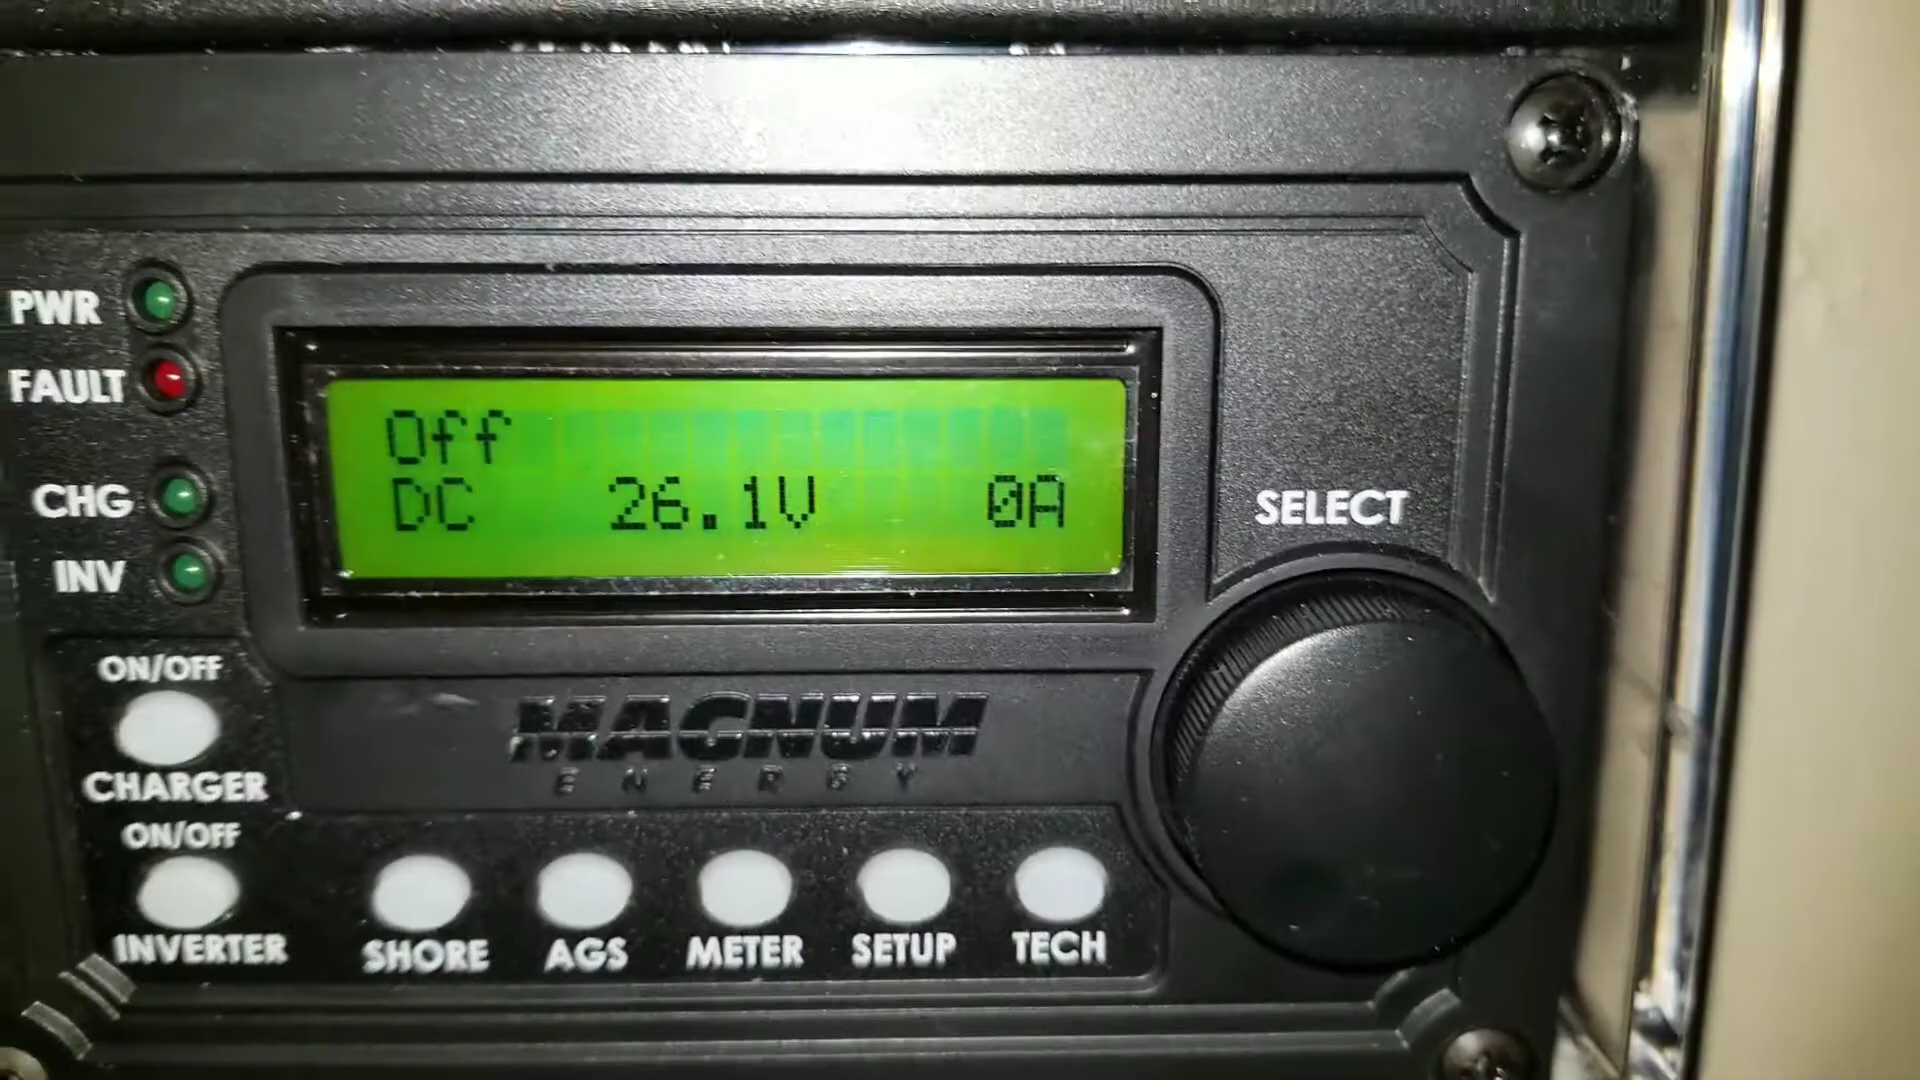 PWR
FAULT
CHG
INV
Off
DC 26.1V 0A
SELECT
ON/OFF
CHARGER
ON/OFF
INVERTER
MAGNUM
ENERGY
SHORE AGS METER SETUP TECH